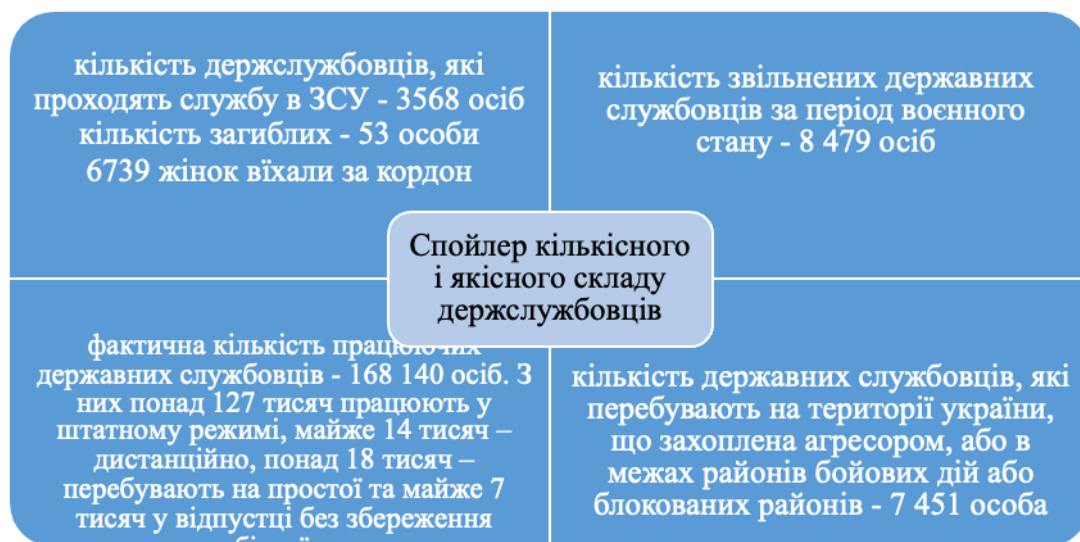 кількість держслужбовців, які
проходять службу в ЗСУ - 3568 осіб
кількість загиблих - 53 особи
6739 жінок віїхали за кордон
кількість звільнених державних
службовців за період воєнного
стану - 8 479 осіб
Спойлер кількісного
і якісного складу
держслужбовців
фактична кількість працюючих
державних службовців - 168 140 осіб. З
них понад 127 тисяч працюють у
штатному режимі, майже 14 тисяч –
дистанційно, понад 18 тисяч –
перебувають на простої та майже 7
тисяч у відпустці без збереження
кількість державних службовців, які
перебувають на території україни,
що захоплена агресором, або в
межах районів бойових дій або
блокованих районів - 7 451 особа